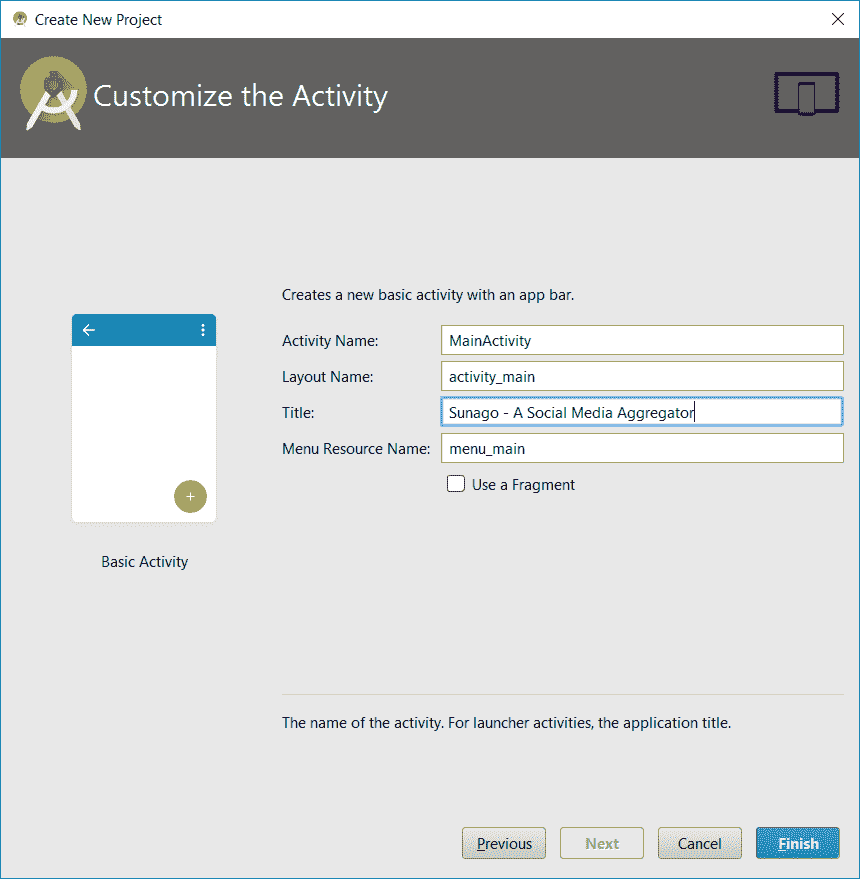 Create New Project
Customize the Activity
Creates a new basic activity with an app bar.
Activity Name: MainActivity
Layout Name: activity_main
Title: Sunago - A Social Media Aggregator
Menu Resource Name: menu_main
Use a Fragment
Basic Activity
The name of the activity. For launcher activities, the application title.
Previous Next Cancel Finish